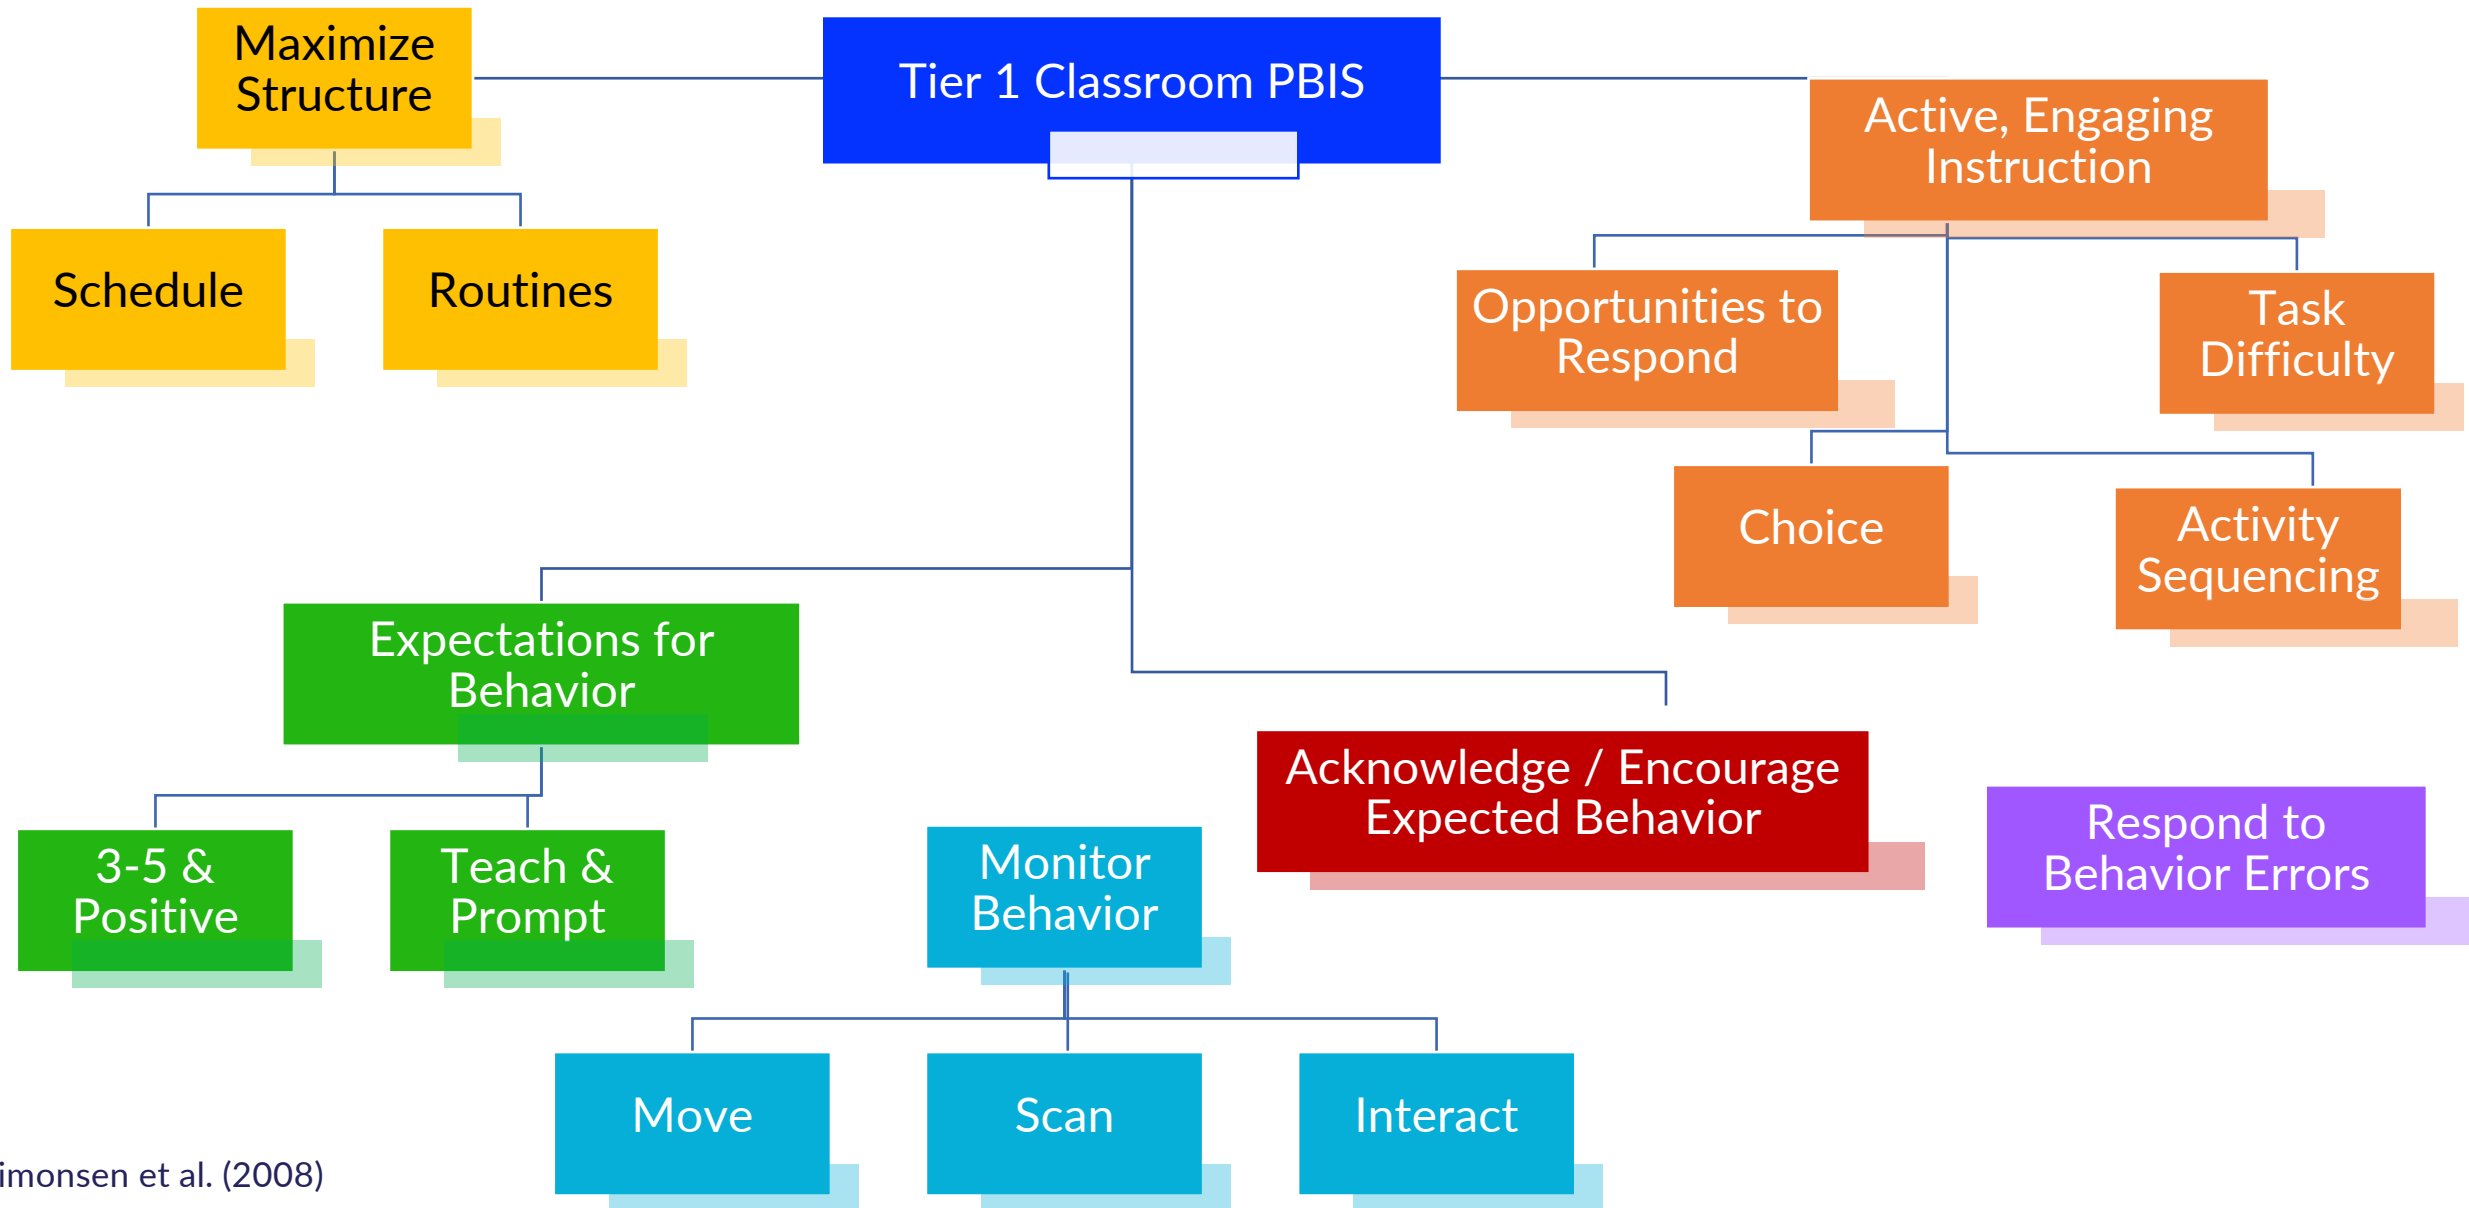 Maximize
Structure
Tier 1 Classroom PBIS
Active, Engaging
Instruction
Schedule
Routines
Opportunities to
Respond
Task
Difficulty
Choice
Activity
Sequencing
Expectations for
Behavior
Acknowledge / Encourage
Expected Behavior
Respond to
Behavior Errors
3-5 &
Positive
Teach &
Prompt
Monitor
Behavior
Move
Scan
Interact
imonsen et al. (2008)